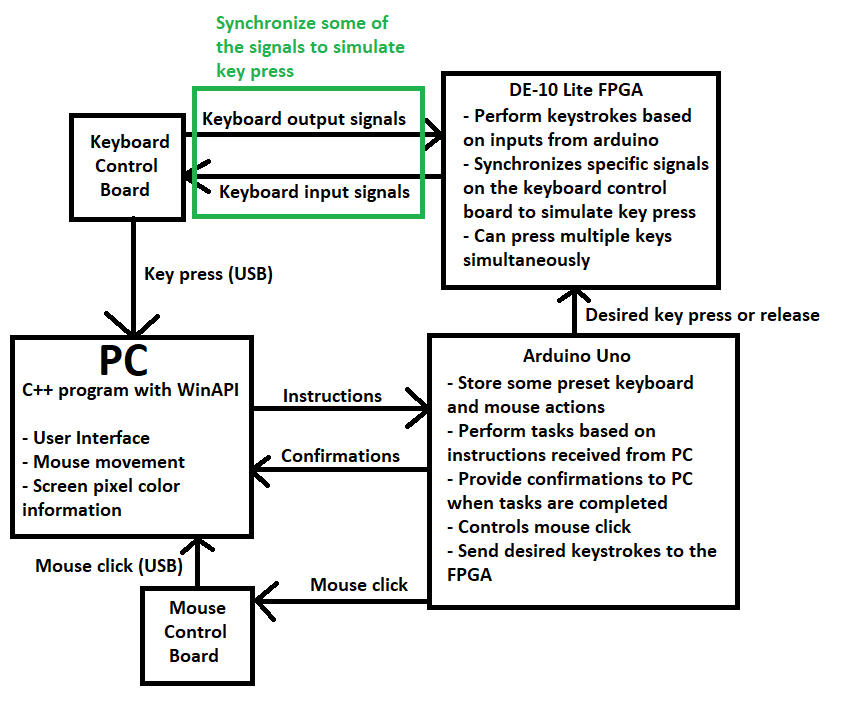 Synchronize some of
the signals to simulate
key press
Keyboard output signals
Keyboard input signals
Keyboard
Control
Board
DE-10 Lite FPGA
- Perform keystrokes based
on inputs from arduino
- Synchronizes specific signals
on the keyboard control
board to simulate key press
- Can press multiple keys
simultaneously
Key press (USB)
Desired key press or release
PC
C++ program with WinAPI
- User Interface
- Mouse movement
- Screen pixel color
information
Instructions
Confirmations
Arduino Uno
- Store some preset keyboard
and mouse actions
- Perform tasks based on
instructions received from PC
- Provide confirmations to PC
when tasks are completed
- Controls mouse click
- Send desired keystrokes to the
FPGA
Mouse click (USB)
Mouse click
Mouse
Control
Board